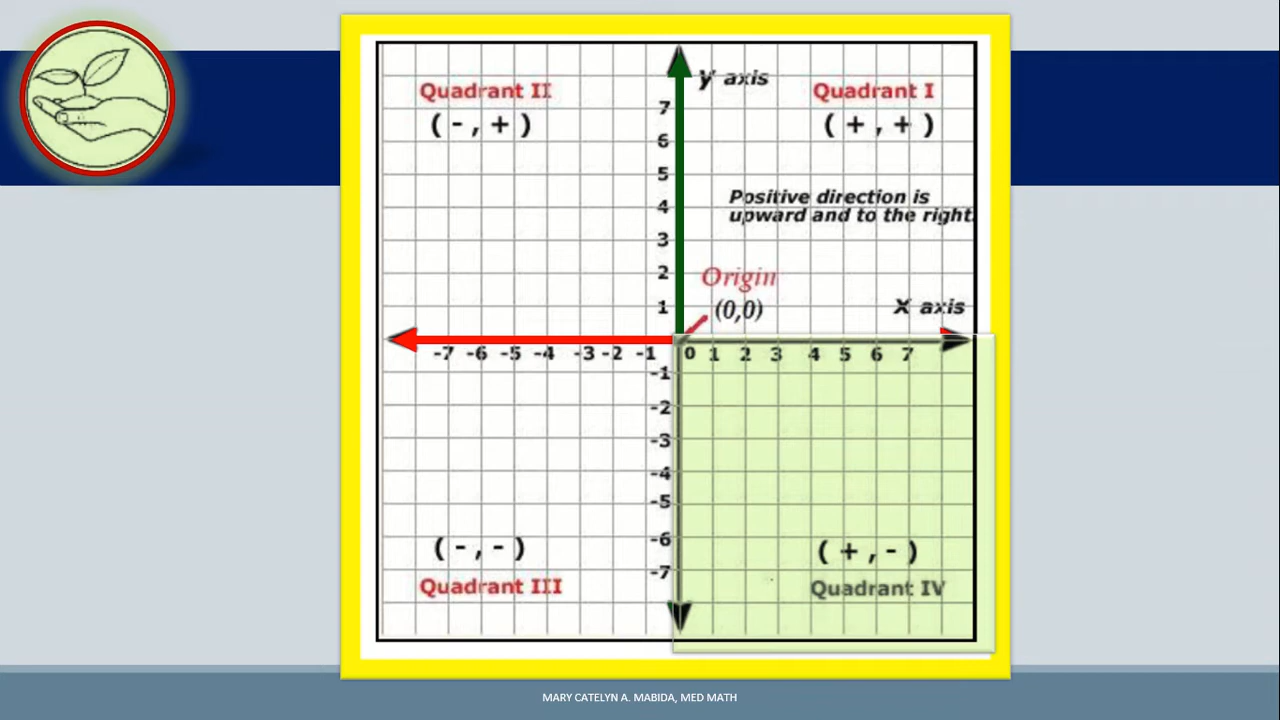 y axis
Quadrant II
Quadrant I
( - , + )
( + , + )
7
6
5
Positive direction is
upward and to the right.
4
3
2
Origin
1
(0,0)
X axis
-7 -6 -5 -4 -3 -2 -1 0 1 2 3 4 5 6 7
-1
-2
-3
-4
-5
-6
-7
( - , - )
( + , - )
Quadrant III
Quadrant IV
MARY CATELYN A. MABIDA, MED MATH